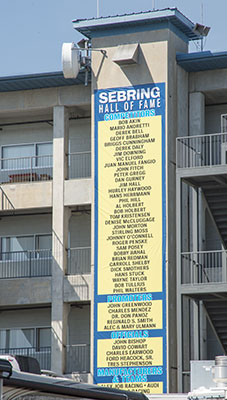 SEBRING
HALL OF FAME
COMPETITORS
BOB AKIN
MARIO ANDRETTI
DEREK BELL
GEOFF BRABHAM
BRIGGS CUNNINGHAM
DEREK DALY
JIM DOWNING
VIC ELFORD
JUAN MANUEL FANGIO
JOHN FITCH
PETER GREGG
DAN GURNEY
JIM HALL
HURLEY HAYWOOD
HANS HERRMANN
PHIL HILL
AL HOLBERT
BOB HOLBERT
TOM KRISTENSEN
DENISE McCLUGGAGE
JOHN MORTON
STIRLING MOSS
JOHNNY O'CONNELL
ROGER PENSKE
SAM POSEY
BOBBY RAHAL
BRIAN REDMAN
CARROLL SHELBY
DICK SMOTHERS
HANS STUCK
WAYNE TAYLOR
BOB TULLIUS
PHIL WALTERS
PROMOTERS
JOHN GREENWOOD
CHARLES MENDEZ
DR. DON PANOZ
REGINALD S. SMITH
ALEC & MARY ULMANN
OFFICIALS
JOHN BISHOP
DAVID COWART
CHARLES EARWOOD
FORD HEACOCK, SR.
TRES STEPHENSON
MANUFACTURERS
& TEAMS
RACING • AUDI
RACING